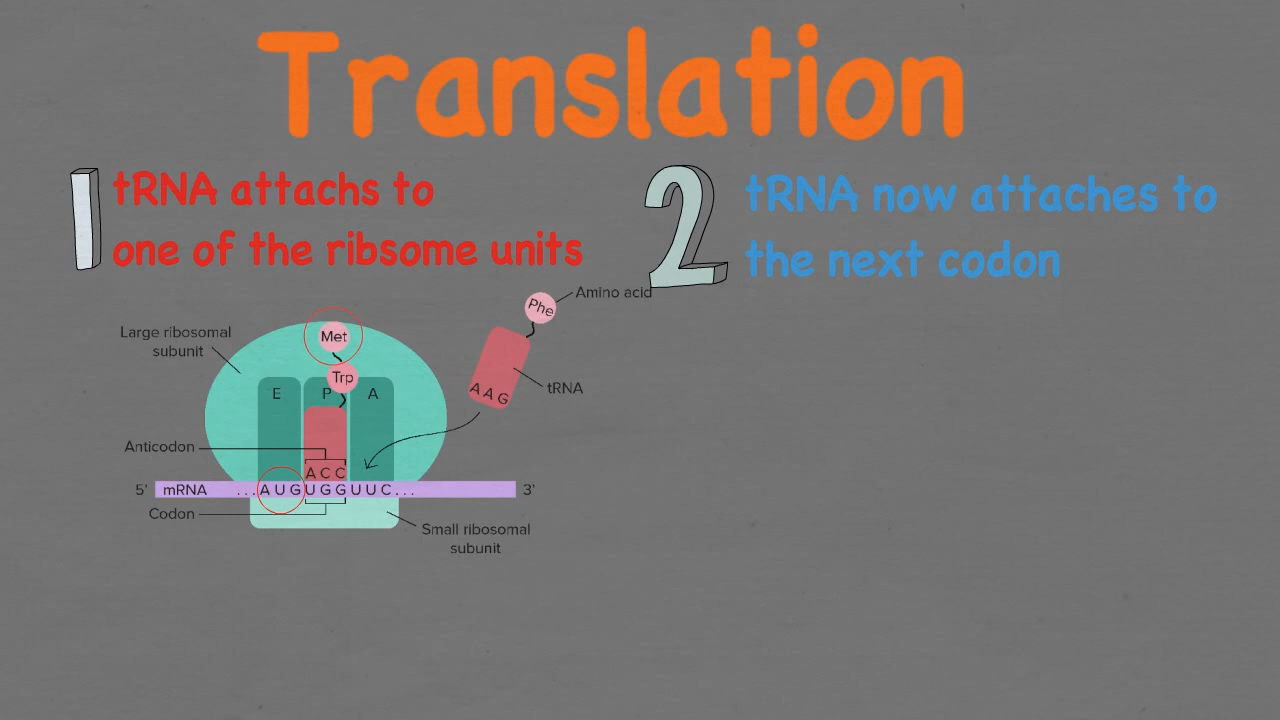 Translation
1 tRNA attachs to
one of the ribsome units
2 tRNA now attaches to
the next codon
Amino acid
Phe
Large ribosomal
subunit
Met
Trp
E P A
tRNA
AAG
Anticodon
ACC
5' mRNA ...AUGUGGUUC... 3'
Codon
Small ribosomal
subunit